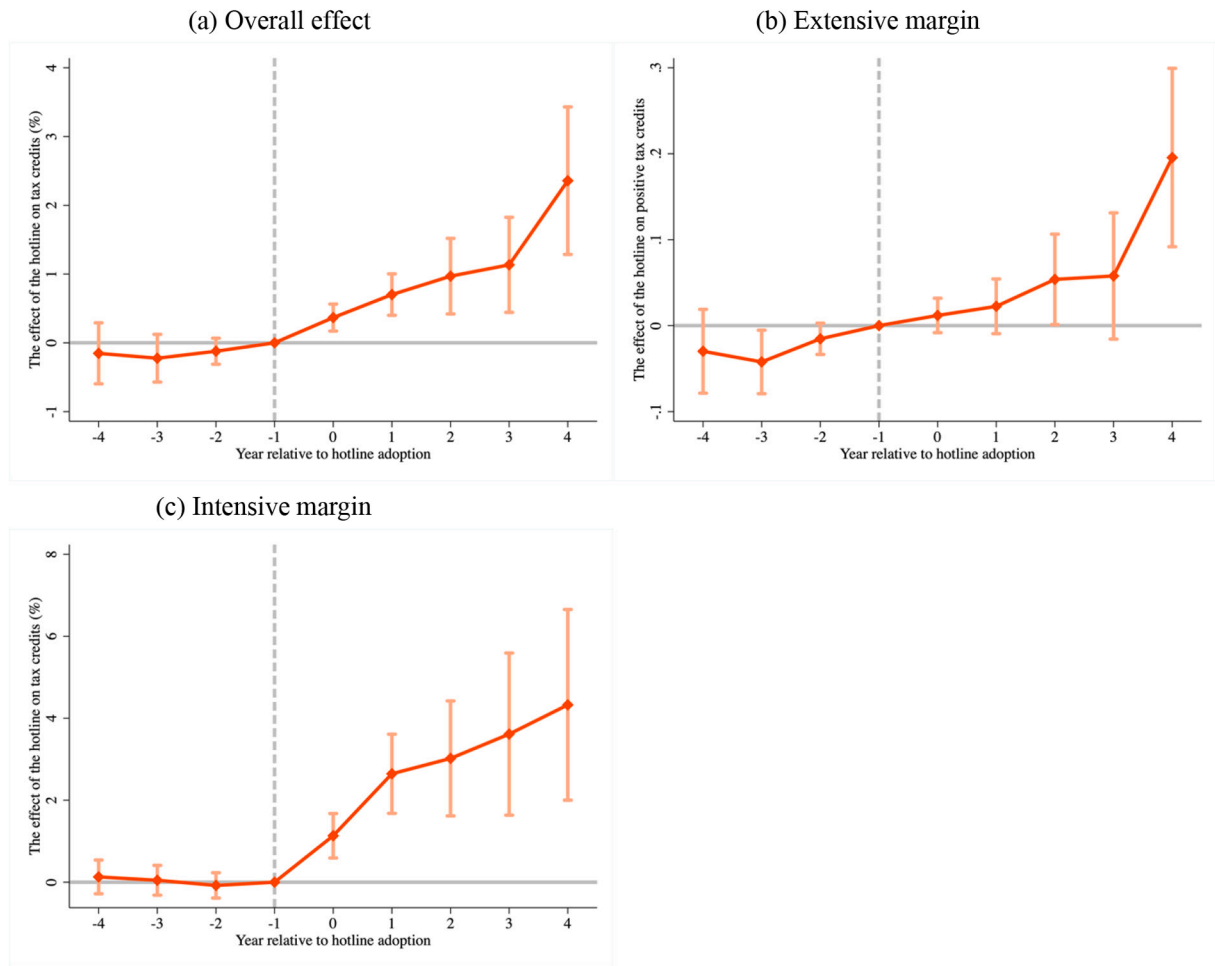 (a) Overall effect
The effect of the hotline on tax credits (%)
4
3
2
1
0
-1
-4 -3 -2 -1 0 1 2 3 4
Year relative to hotline adoption
(b) Extensive margin
The effect of the hotline on positive tax credits
.3
.2
.1
0
-.1
-4 -3 -2 -1 0 1 2 3 4
Year relative to hotline adoption
(c) Intensive margin
The effect of the hotline on tax credits (%)
8
6
4
2
0
-4 -3 -2 -1 0 1 2 3 4
Year relative to hotline adoption